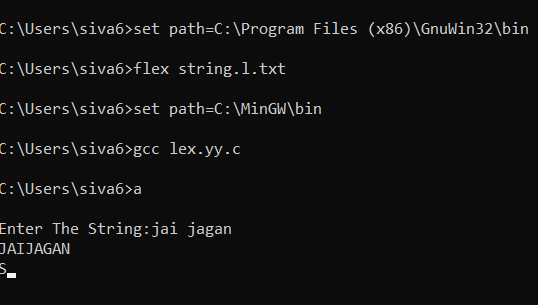 C:\Users\siva6>set path=C:\Program Files (x86)\GnuWin32\bin
C:\Users\siva6>flex string.l.txt
C:\Users\siva6>set path=C:\MinGW\bin
C:\Users\siva6>gcc lex.yy.c
C:\Users\siva6>a
Enter The String:jai jagan
JAIJAGAN
S